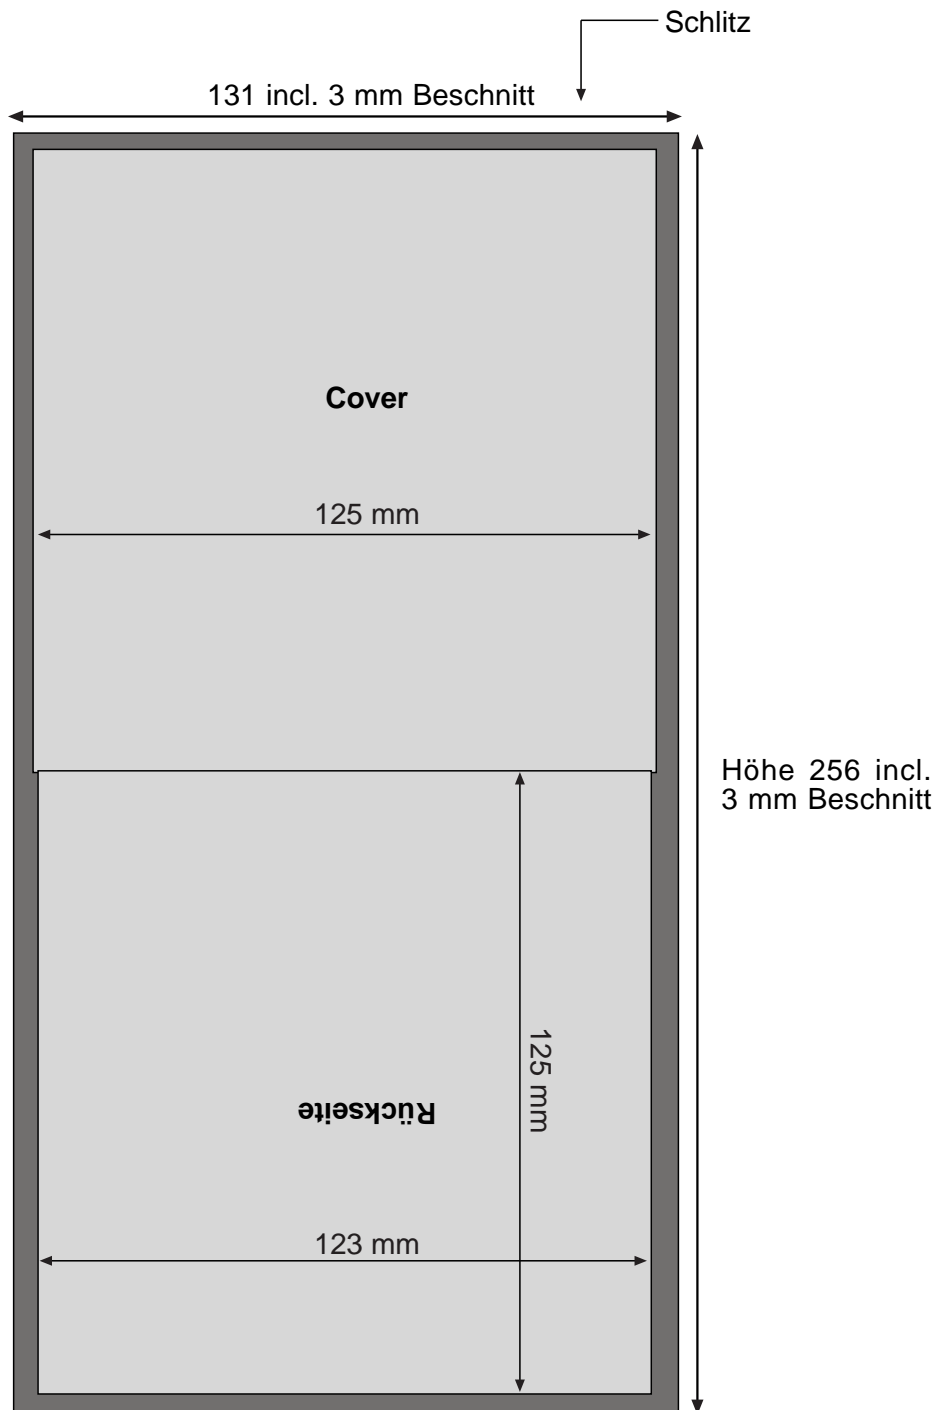 Schlitz
131 incl. 3 mm Beschnitt
Cover
125 mm
Höhe 256 incl.
3 mm Beschnitt
125 mm
Rückseite
123 mm